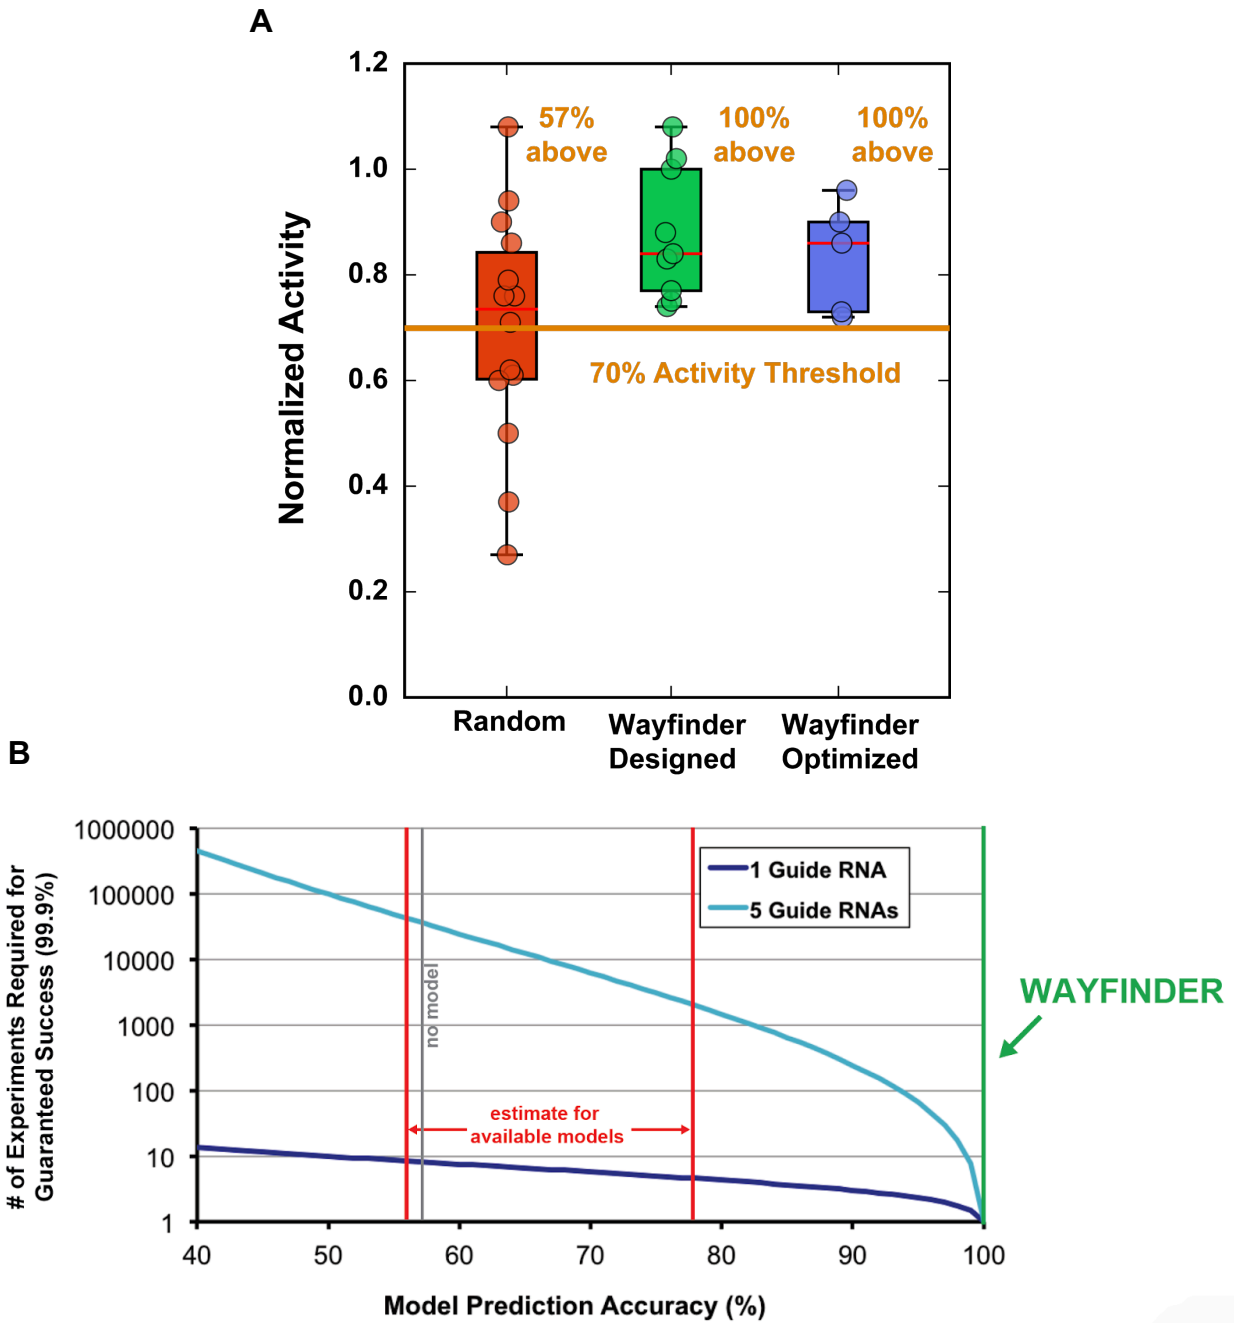 A
1.2
1.0
0.8
0.6
0.4
0.2
0.0
Normalized Activity
57%
above
100%
above
100%
above
70% Activity Threshold
Random
Wayfinder
Designed
Wayfinder
Optimized
B
1000000
100000
10000
1000
100
10
1
# of Experiments Required for
Guaranteed Success (99.9%)
1 Guide RNA
5 Guide RNAs
no model
estimate for
available models
WAYFINDER
40
50
60
70
80
90
100
Model Prediction Accuracy (%)